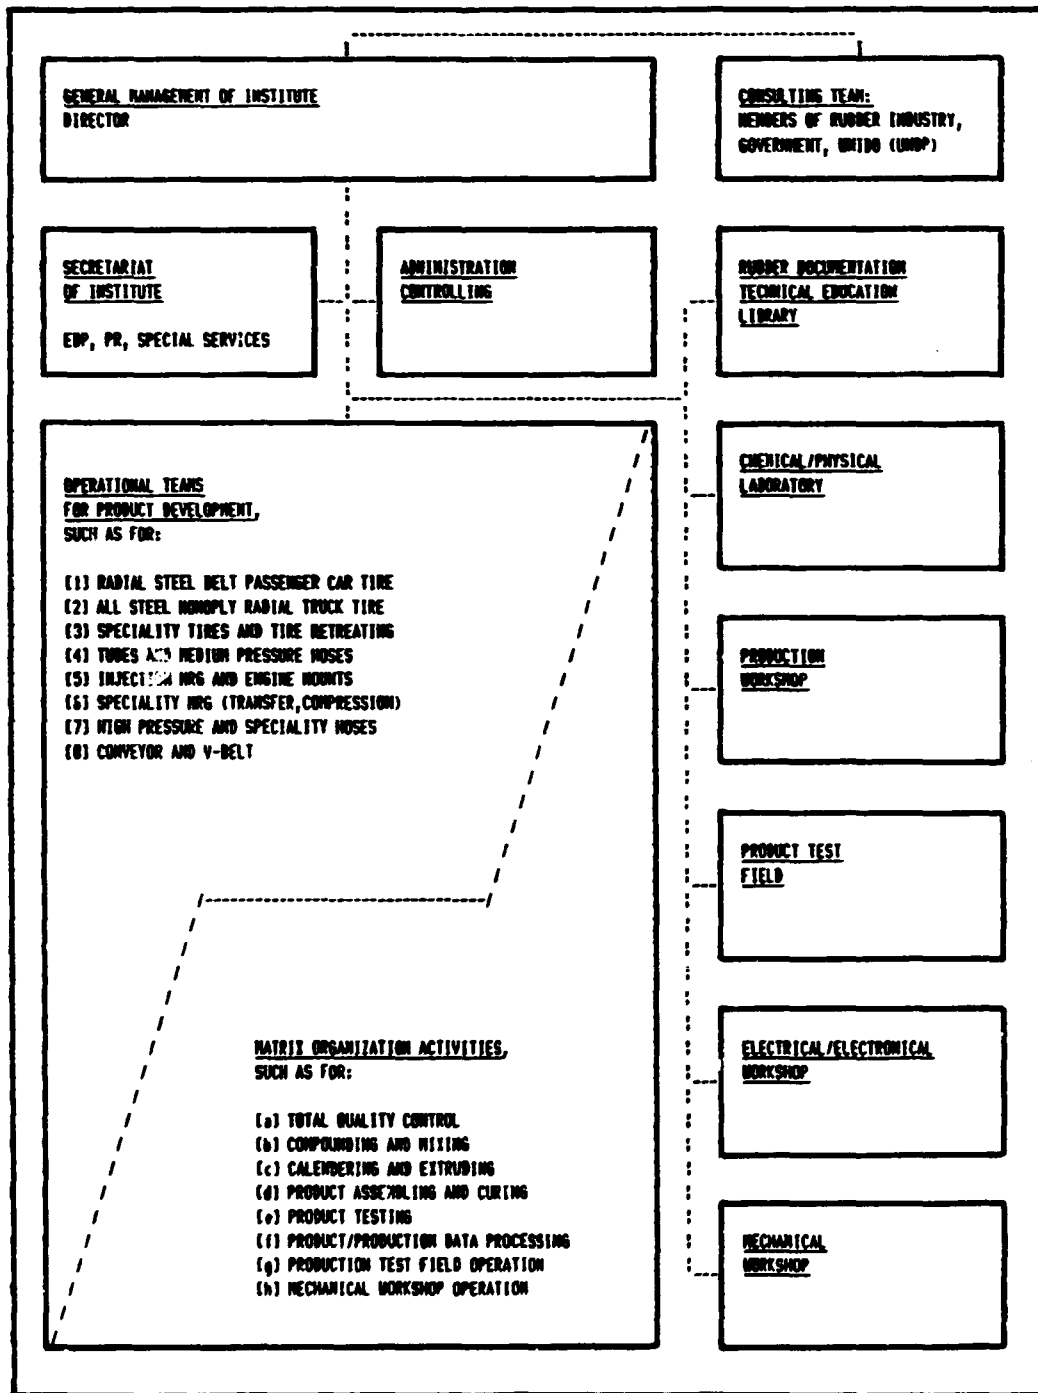 GENERAL MANAGEMENT OF INSTITUTE
DIRECTOR
CONSULTING TEAM:
MEMBERS OF RUBBER INDUSTRY,
GOVERNMENT, UNIDO (UNDP)
SECRETARIAT
OF INSTITUTE
EDP, PR, SPECIAL SERVICES
ADMINISTRATION
CONTROLLING
RUBBER DOCUMENTATION
TECHNICAL EDUCATION
LIBRARY
OPERATIONAL TEAMS
FOR PRODUCT DEVELOPMENT,
SUCH AS FOR:
(1) RADIAL STEEL BELT PASSENGER CAR TIRE
(2) ALL STEEL MONOPLY RADIAL TRUCK TIRE
(3) SPECIALITY TIRES AND TIRE RETREATING
(4) TUBES AND MEDIUM PRESSURE HOSES
(5) INJECTION MRG AND ENGINE MOUNTS
(6) SPECIALITY MRG (TRANSFER,COMPRESSION)
(7) HIGH PRESSURE AND SPECIALITY HOSES
(8) CONVEYOR AND V-BELT
MATRIX ORGANIZATION ACTIVITIES,
SUCH AS FOR:
(a) TOTAL QUALITY CONTROL
(b) COMPOUNDING AND MIXING
(c) CALENDERING AND EXTRUDING
(d) PRODUCT ASSEMBLING AND CURING
(e) PRODUCT TESTING
(f) PRODUCT/PRODUCTION DATA PROCESSING
(g) PRODUCTION TEST FIELD OPERATION
(h) MECHANICAL WORKSHOP OPERATION
CHEMICAL/PHYSICAL
LABORATORY
PRODUCTION
WORKSHOP
PRODUCT TEST
FIELD
ELECTRICAL/ELECTRONICAL
WORKSHOP
MECHANICAL
WORKSHOP